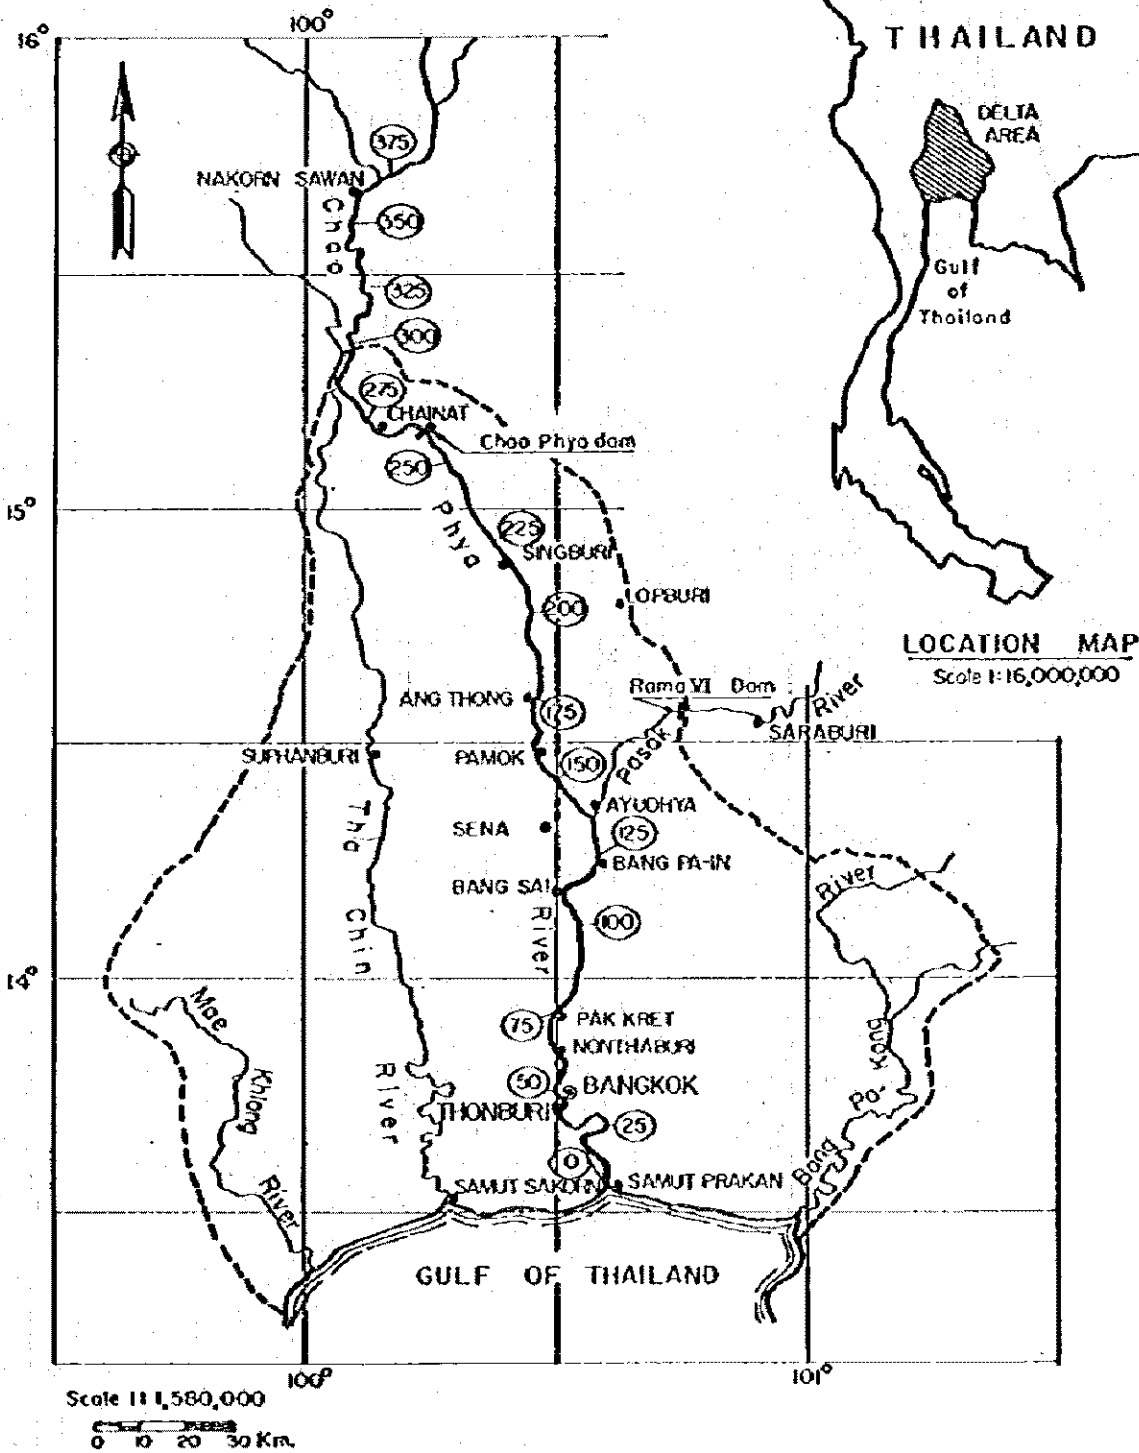 100°
16°
THAILAND
DELTA
AREA
375
NAKORN SAWAN
Chao
350
Gulf
of
Thailand
325
300
275
CHAINAT
Chao Phya dam
250
15°
Phya
225
SINGBURI
200
LOPBURI
LOCATION MAP
Scale 1:16,000,000
Rama VI Dam
River
ANG THONG
175
SARABURI
SUPHANBURI
PAMOK
150
Pasak
AYUDHYA
Tha
SENA
125
BANG PA-IN
BANG SAI
River
River
100
Chin
14°
Mae
75
PAK KRET
NONTHABURI
kong
Khlong
River
50
BANGKOK
Pa-
THONBURI
25
Bang
0
SAMUT SAKORN
SAMUT PRAKAN
River
GULF OF THAILAND
100°
101°
Scale 1:1,580,000
0 10 20 30 Km.